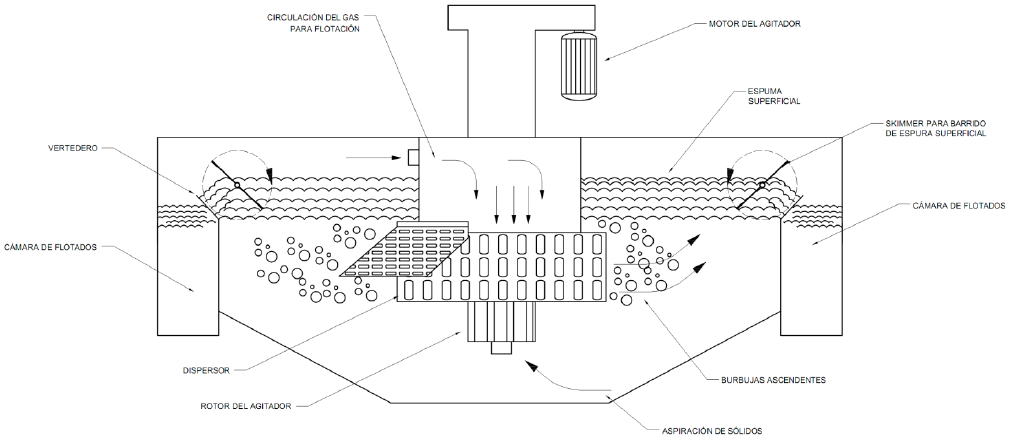 CIRCULACIÓN DEL GAS
PARA FLOTACIÓN
MOTOR DEL AGITADOR
ESPUMA
SUPERFICIAL
SKIMMER PARA BARRIDO
DE ESPURA SUPERFICIAL
VERTEDERO
CÁMARA DE FLOTADOS
CÁMARA DE FLOTADOS
DISPERSOR
BURBUJAS ASCENDENTES
ROTOR DEL AGITADOR
ASPIRACIÓN DE SÓLIDOS